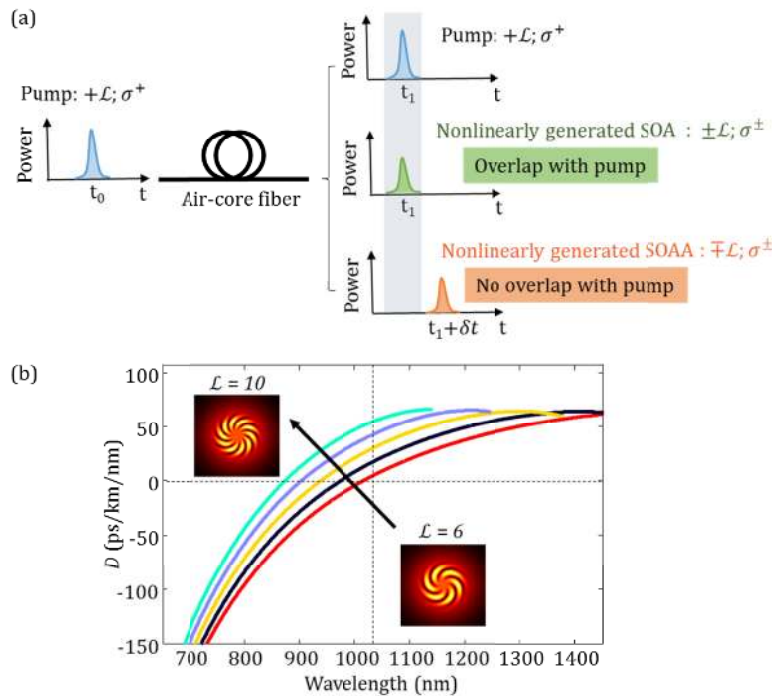 (a)
Pump: +ℒ; σ⁺
Power
t₀
t
Air-core fiber
Power
Pump: +ℒ; σ⁺
t₁
t
Power
Nonlinearly generated SOA : ±ℒ; σ^±
Overlap with pump
t₁
t
Power
Nonlinearly generated SOAA : ∓ℒ; σ^±
No overlap with pump
t₁+δt
t
(b)
D (ps/km/nm)
100
50
0
-50
-100
-150
ℒ = 10
ℒ = 6
700 800 900 1000 1100 1200 1300 1400
Wavelength (nm)